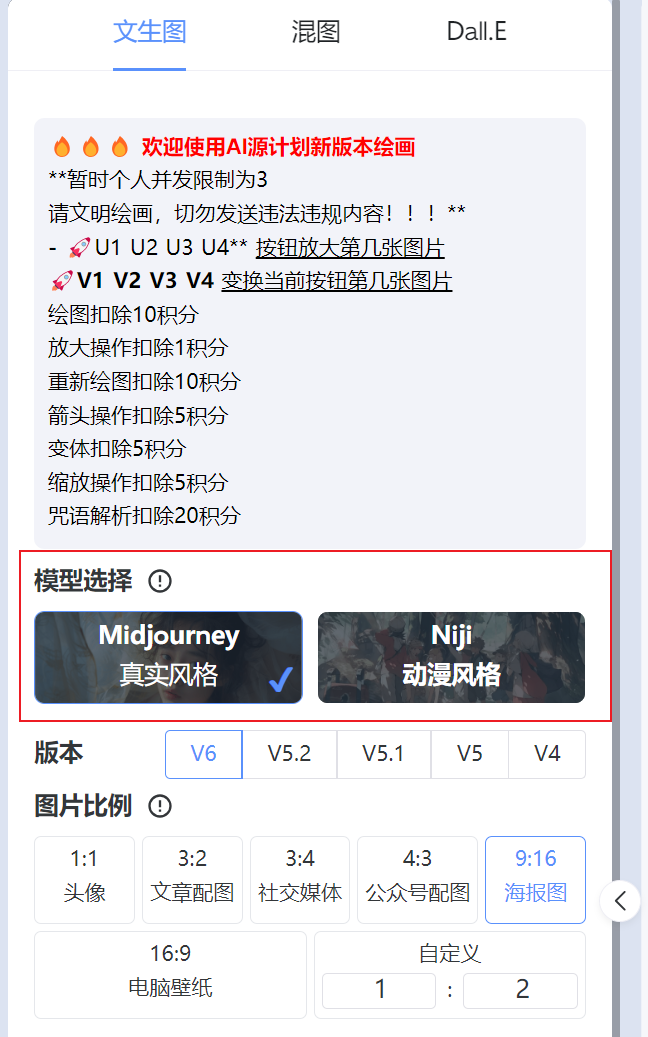 文生图 混图 Dall.E
🔥 🔥 🔥 欢迎使用AI源计划新版本绘画
**暂时个人并发限制为3
请文明绘画，切勿发送违法违规内容！！！**
- 🚀U1 U2 U3 U4** 按钮放大第几张图片
🚀V1 V2 V3 V4 变换当前按钮第几张图片
绘图扣除10积分
放大操作扣除1积分
重新绘图扣除10积分
箭头操作扣除5积分
变体扣除5积分
缩放操作扣除5积分
咒语解析扣除20积分
模型选择
Midjourney
真实风格
Niji
动漫风格
版本 V6 V5.2 V5.1 V5 V4
图片比例
1:1 3:2 3:4 4:3 9:16
头像 文章配图 社交媒体 公众号配图 海报图
16:9
电脑壁纸
自定义
1 : 2